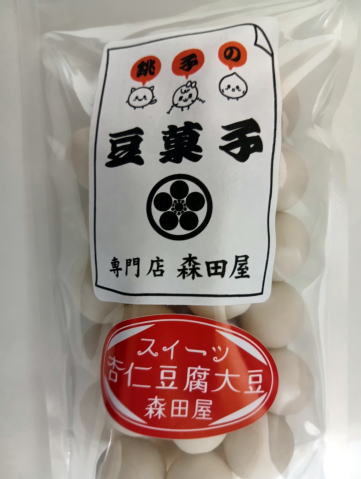 銚子の
豆菓子
専門店 森田屋
スイーツ
杏仁豆腐大豆
森田屋